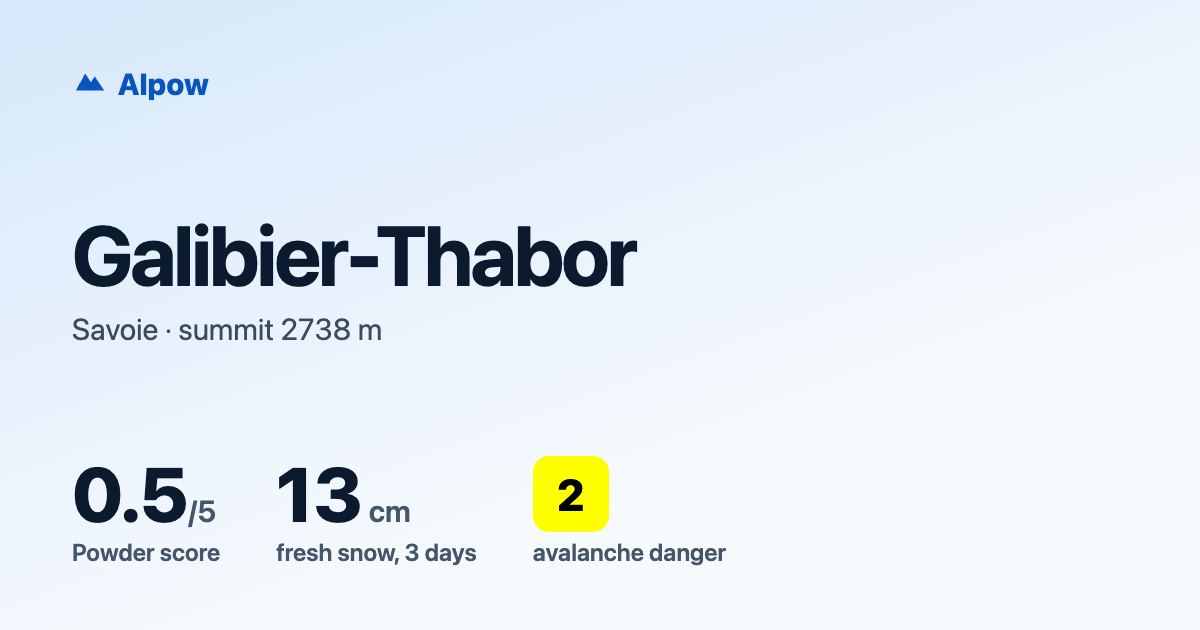 Alpow
Galibier-Thabor
Savoie · summit 2738 m
0.5/5 13 cm 2
Powder score fresh snow, 3 days avalanche danger